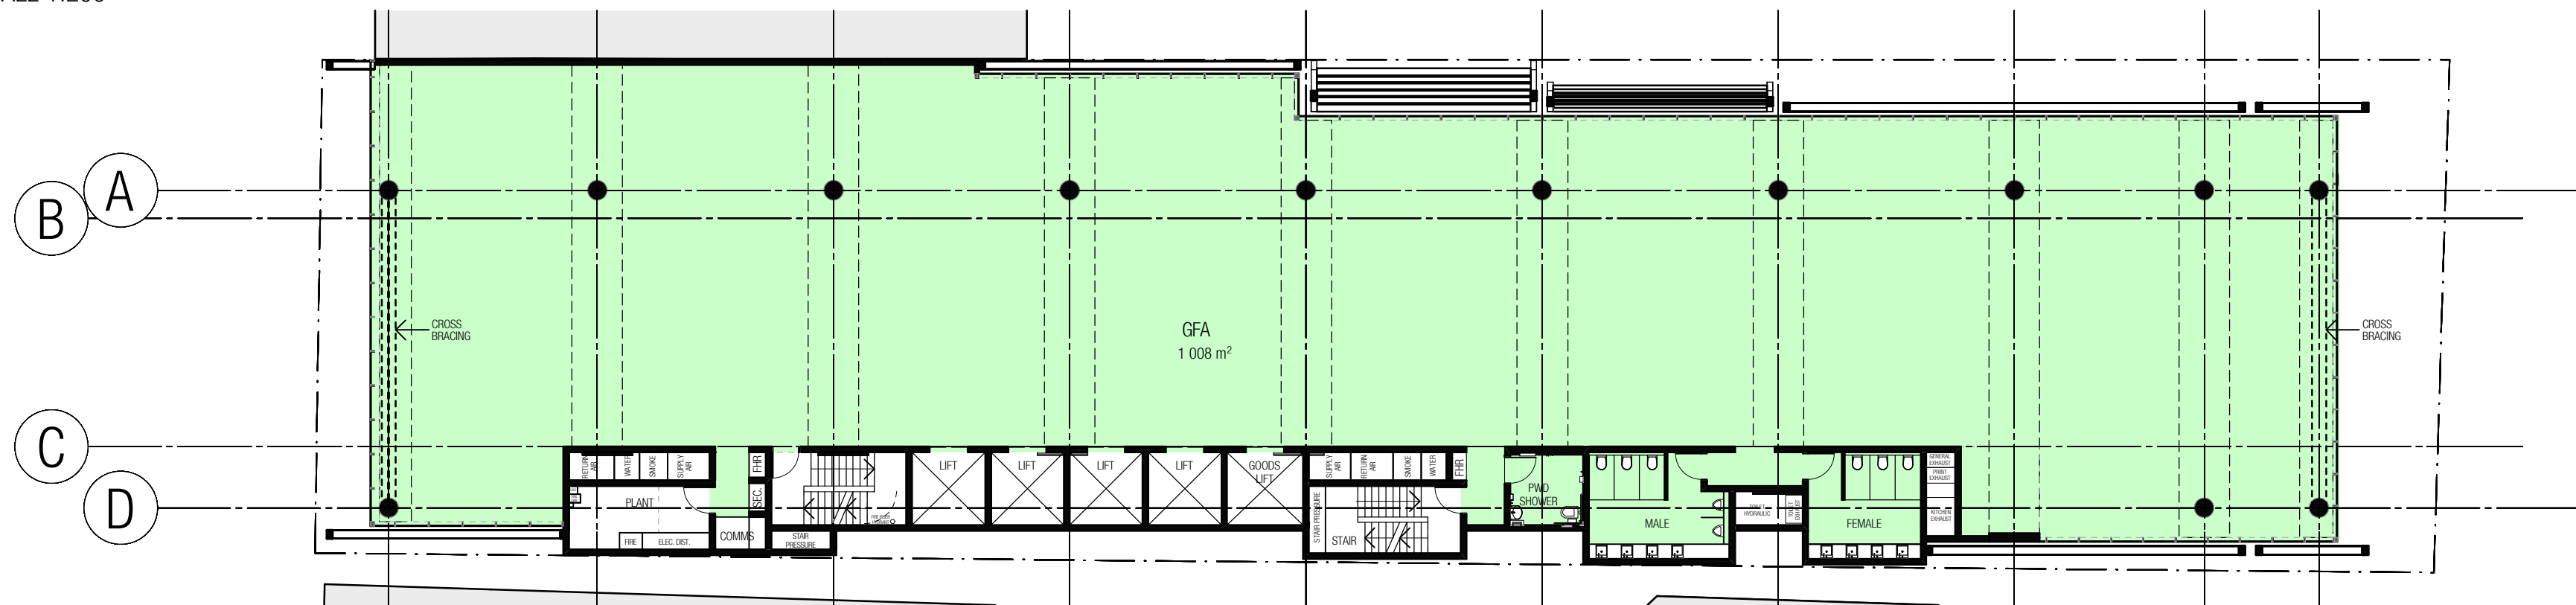 A
B
GFA
1 008 m²
CROSS
BRACING
CROSS
BRACING
C
D
RETURN
AIR
WATER
SMOKE
SUPPLY
AIR
FHR
SEC.
PLANT
FIRE
ELEC. DIST.
COMMS
STAIR
PRESSURE
LIFT
LIFT
LIFT
LIFT
GOODS
LIFT
SUPPLY
AIR
RETURN
AIR
SMOKE
WATER
FHR
STAIR PRESSURE
STAIR
PWD
SHOWER
MALE
HYDRAULIC
TOILET
EXHAUST
FEMALE
GENERAL
EXHAUST
PRINT
EXHAUST
KITCHEN
EXHAUST